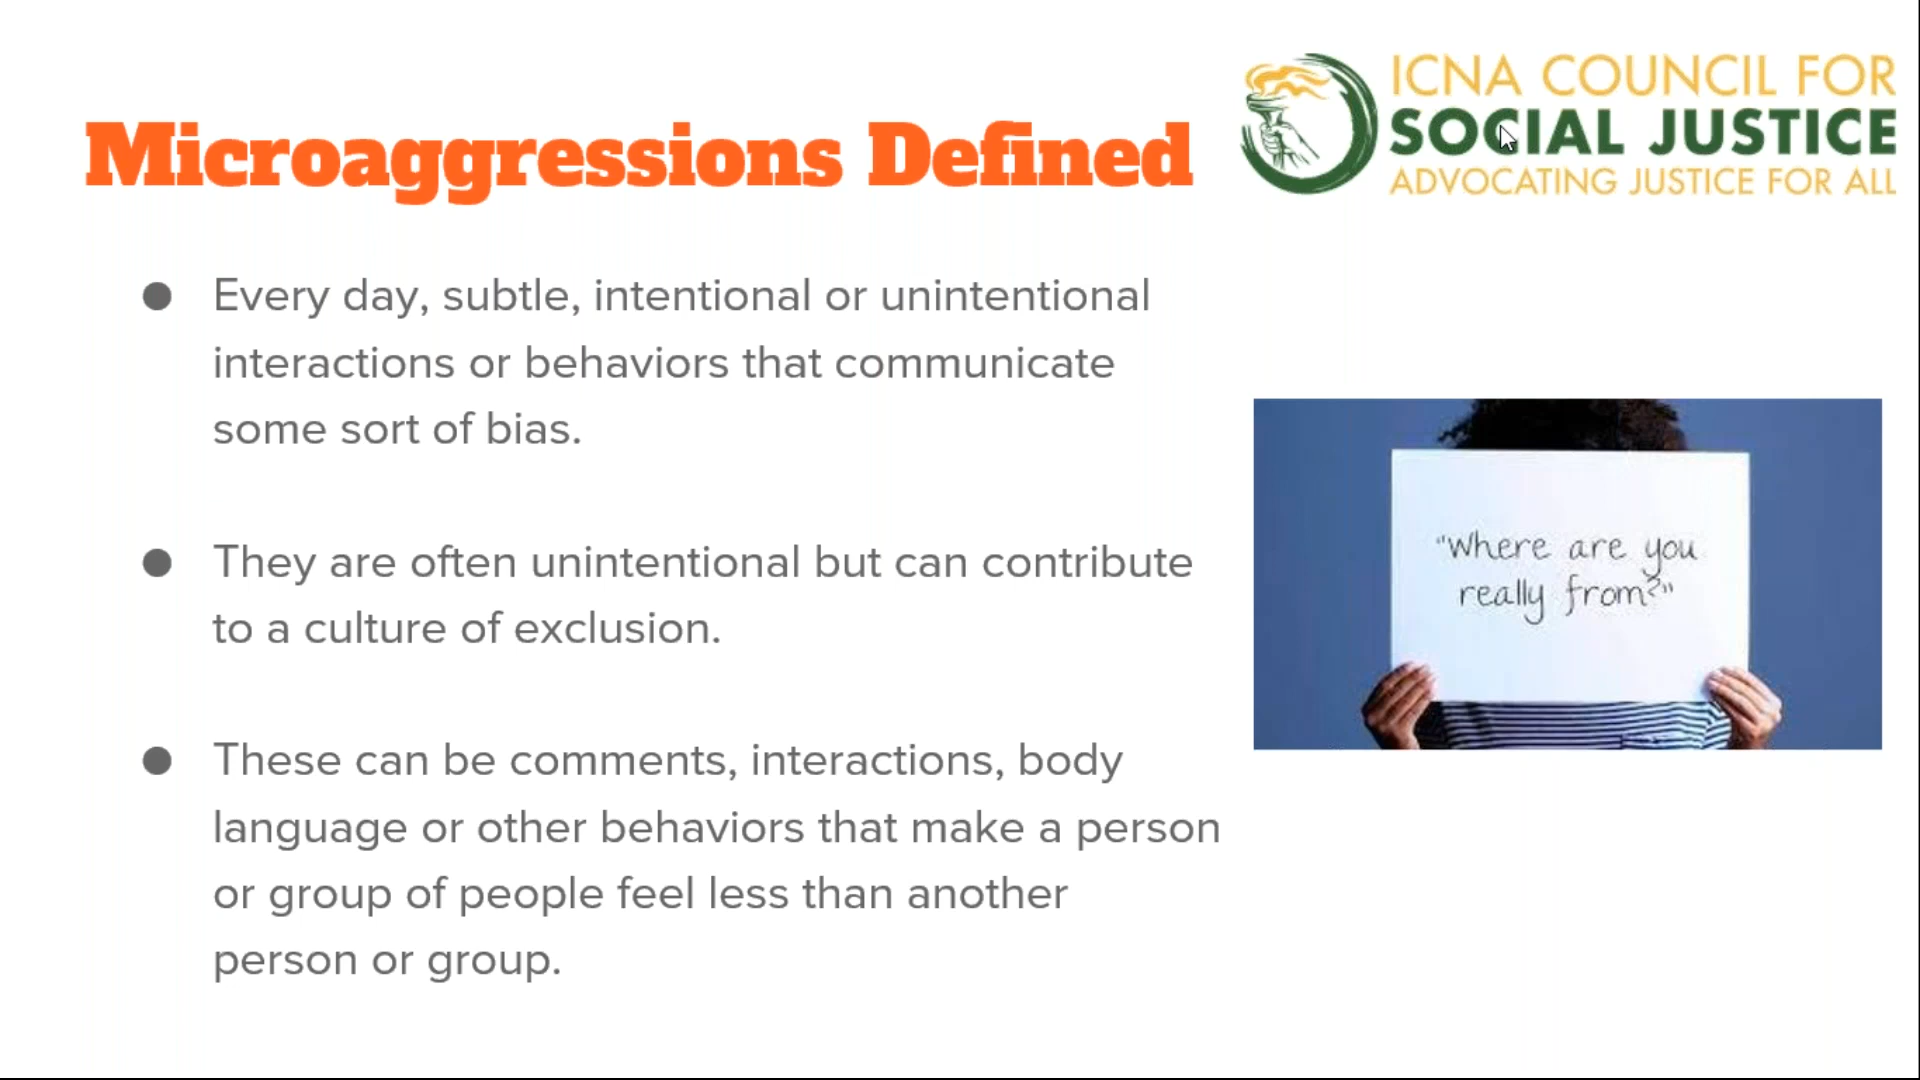 Microaggressions Defined
ICNA COUNCIL FOR
SOCIAL JUSTICE
ADVOCATING JUSTICE FOR ALL
● Every day, subtle, intentional or unintentional
interactions or behaviors that communicate
some sort of bias.
● They are often unintentional but can contribute
to a culture of exclusion.
● These can be comments, interactions, body
language or other behaviors that make a person
or group of people feel less than another
person or group.
"Where are you
really from?"